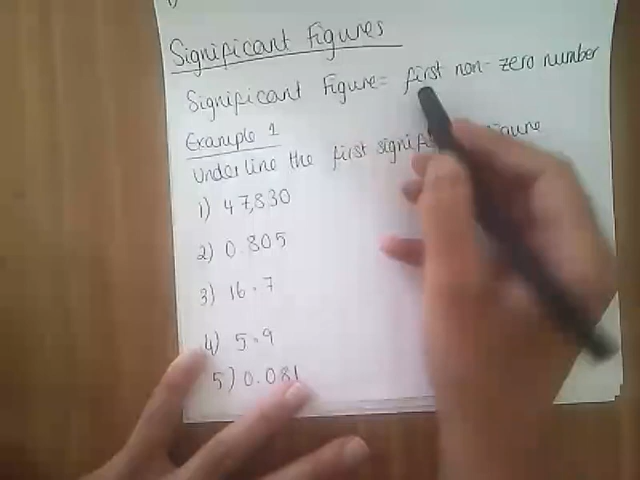 Significant Figures
Significant Figure = first non-zero number
Example 1
Underline the first
1) 47,830
2) 0.805
3) 16.7
4) 5.9
5) 0.081